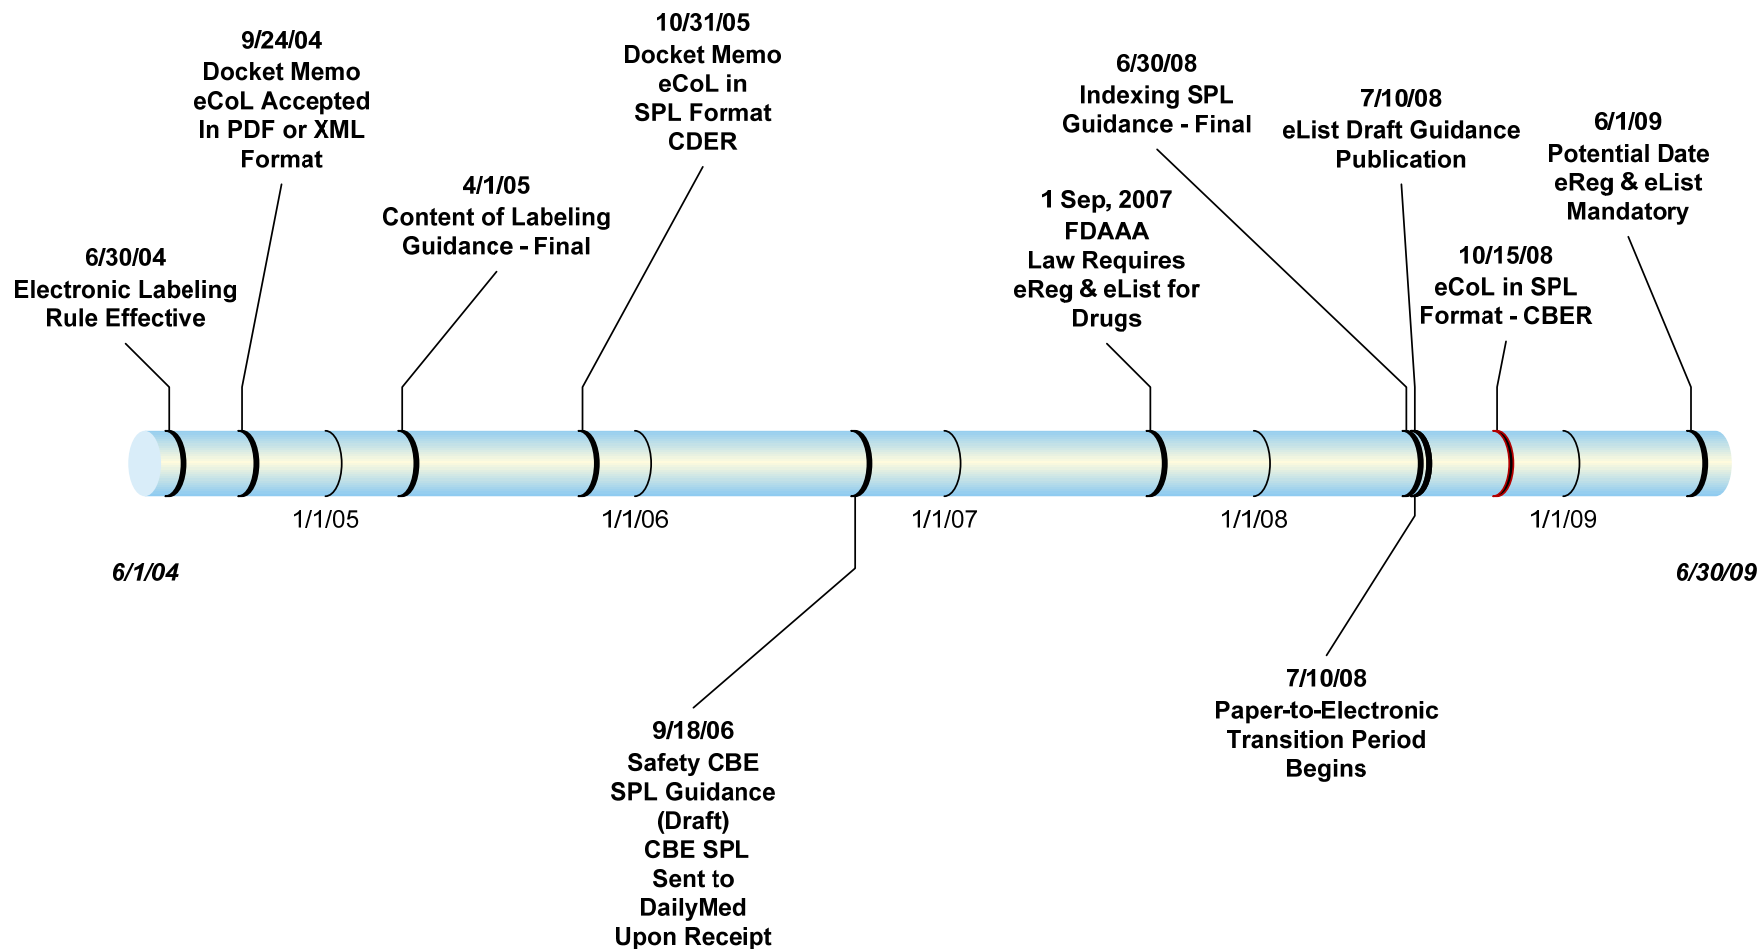 6/30/04
Electronic Labeling
Rule Effective
9/24/04
Docket Memo
eCoL Accepted
In PDF or XML
Format
4/1/05
Content of Labeling
Guidance - Final
10/31/05
Docket Memo
eCoL in
SPL Format
CDER
1 Sep, 2007
FDAAA
Law Requires
eReg & eList for
Drugs
6/30/08
Indexing SPL
Guidance - Final
7/10/08
eList Draft Guidance
Publication
10/15/08
eCoL in SPL
Format - CBER
6/1/09
Potential Date
eReg & eList
Mandatory
1/1/05
1/1/06
1/1/07
1/1/08
1/1/09
6/1/04
6/30/09
9/18/06
Safety CBE
SPL Guidance
(Draft)
CBE SPL
Sent to
DailyMed
Upon Receipt
7/10/08
Paper-to-Electronic
Transition Period
Begins